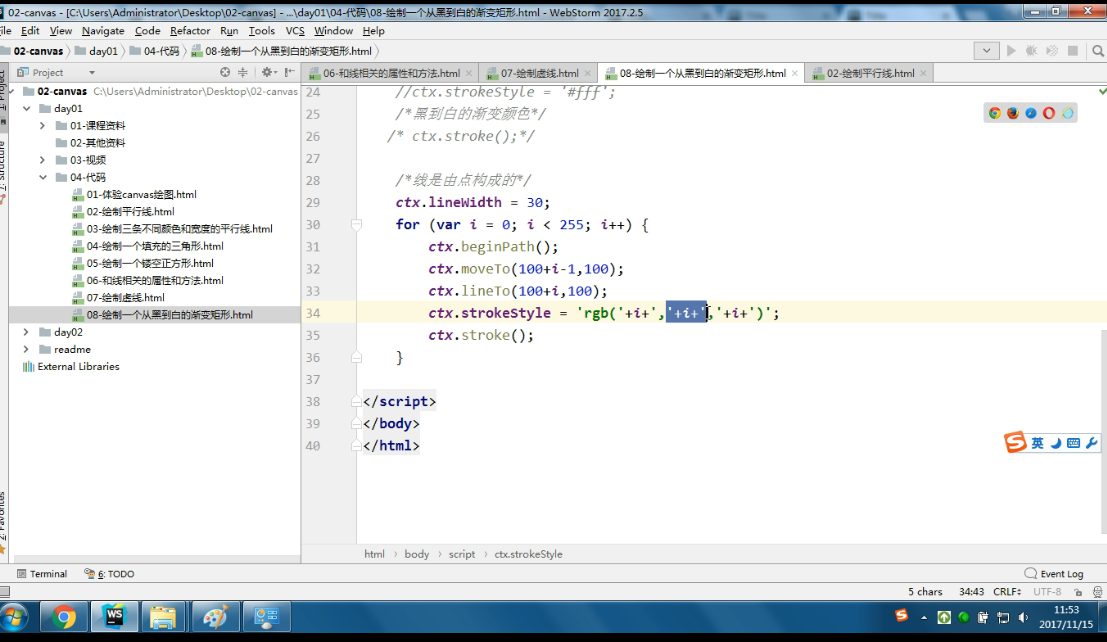 02-canvas - [C:\Users\Administrator\Desktop\02-canvas] - ...\day01\04-代码\08-绘制一个从黑到白的渐变矩形.html - WebStorm 2017.2.5
ile Edit View Navigate Code Refactor Run Tools VCS Window Help
02-canvas day01 04-代码 08-绘制一个从黑到白的渐变矩形.html
Project
06-和线相关的属性和方法.html 07-绘制虚线.html 08-绘制一个从黑到白的渐变矩形.html 02-绘制平行线.html
02-canvas C:\Users\Administrator\Desktop\02-canvas
day01
01-课程资料
02-其他资料
03-视频
04-代码
01-体验canvas绘图.html
02-绘制平行线.html
03-绘制三条不同颜色和宽度的平行线.html
04-绘制一个填充的三角形.html
05-绘制一个镂空正方形.html
06-和线相关的属性和方法.html
07-绘制虚线.html
08-绘制一个从黑到白的渐变矩形.html
day02
readme
External Libraries
24 //ctx.strokeStyle = '#fff';
25 /*黑到白的渐变颜色*/
26 /* ctx.stroke();*/
27
28 /*线是由点构成的*/
29 ctx.lineWidth = 30;
30 for (var i = 0; i < 255; i++) {
31 ctx.beginPath();
32 ctx.moveTo(100+i-1,100);
33 ctx.lineTo(100+i,100);
34 ctx.strokeStyle = 'rgb('+i+','+i+','+i+')';
35 ctx.stroke();
36 }
37
38 </script>
39 </body>
40 </html>
英
html body script ctx.strokeStyle
Terminal 6: TODO Event Log
5 chars 34:43 CRLF UTF-8
11:53
2017/11/15